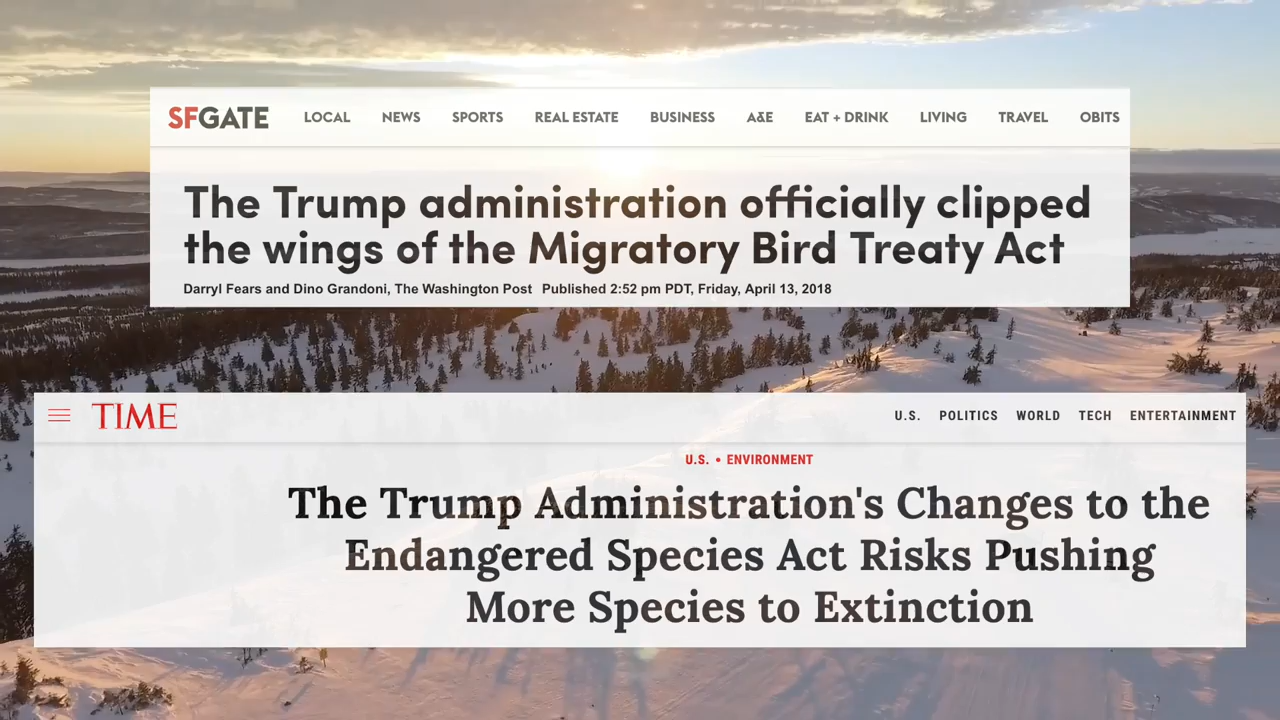 SFGATE LOCAL NEWS SPORTS REAL ESTATE BUSINESS A&E EAT + DRINK LIVING TRAVEL OBITS
The Trump administration officially clipped
the wings of the Migratory Bird Treaty Act
Darryl Fears and Dino Grandoni, The Washington Post Published 2:52 pm PDT, Friday, April 13, 2018
TIME U.S. POLITICS WORLD TECH ENTERTAINMENT
U.S. • ENVIRONMENT
The Trump Administration's Changes to the
Endangered Species Act Risks Pushing
More Species to Extinction